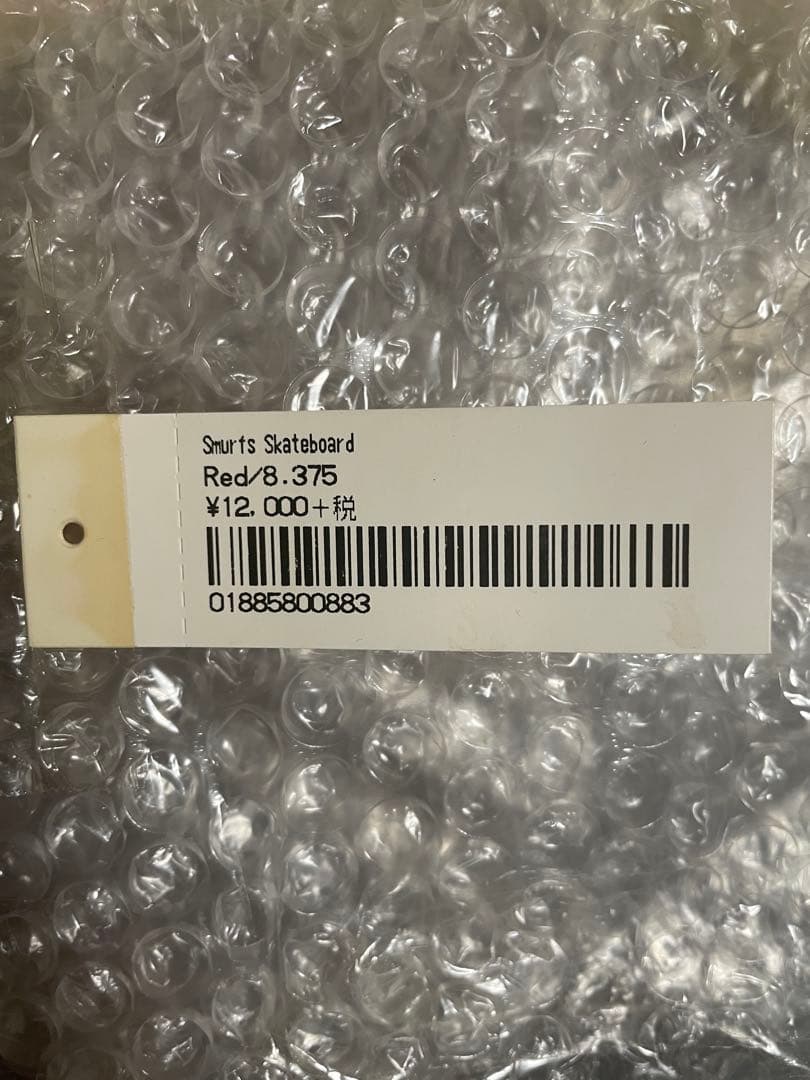 Smurfs Skateboard
Red/8.375
¥12,000+税
01885800883